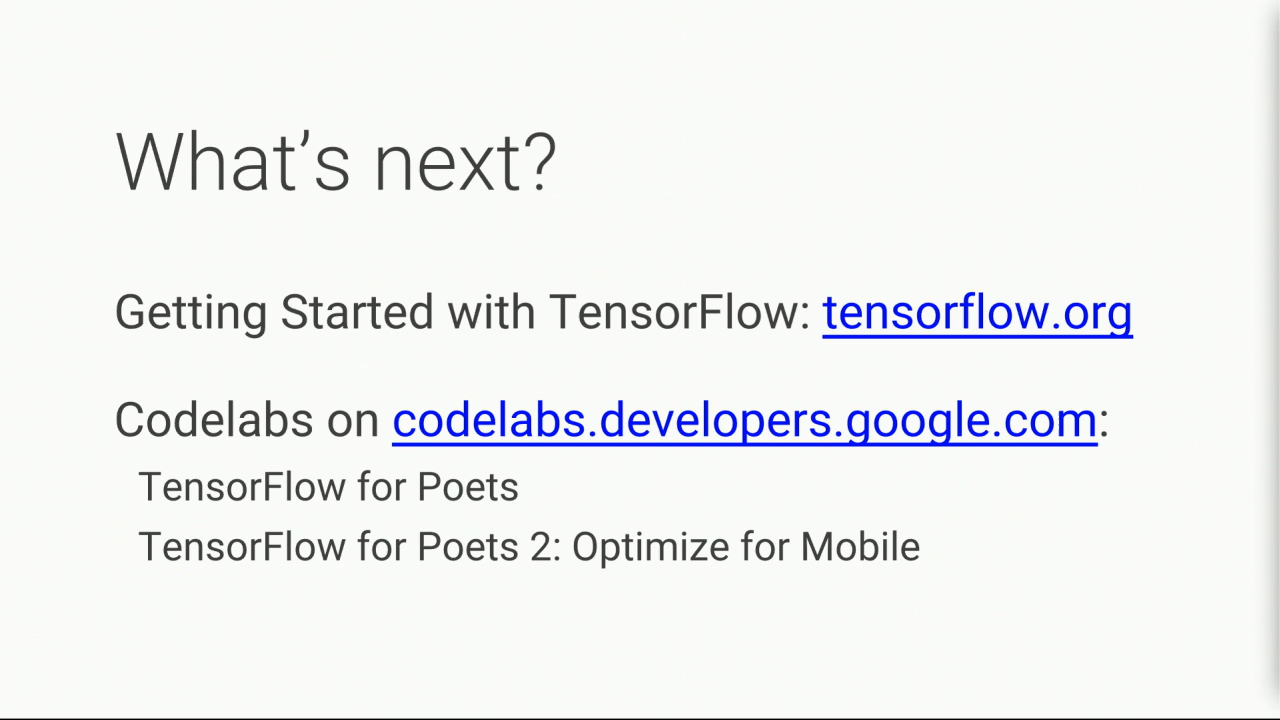 What’s next?
Getting Started with TensorFlow: tensorflow.org
Codelabs on codelabs.developers.google.com:
TensorFlow for Poets
TensorFlow for Poets 2: Optimize for Mobile